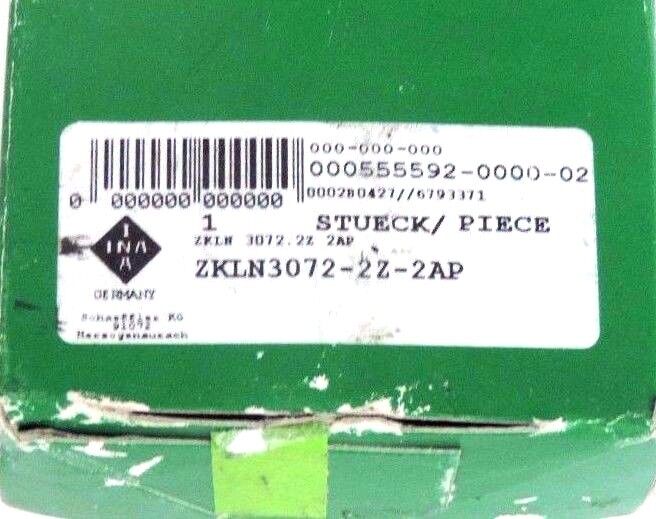 000-000-000
000555592-0000-02
0 000000 000000
0002B0427//6793371
1 STUECK/ PIECE
ZKLN 3072.2Z 2AP
ZKLN3072-2Z-2AP
I
INA
A
GERMANY
Schaeffler KG
91072
Herzogenaurach